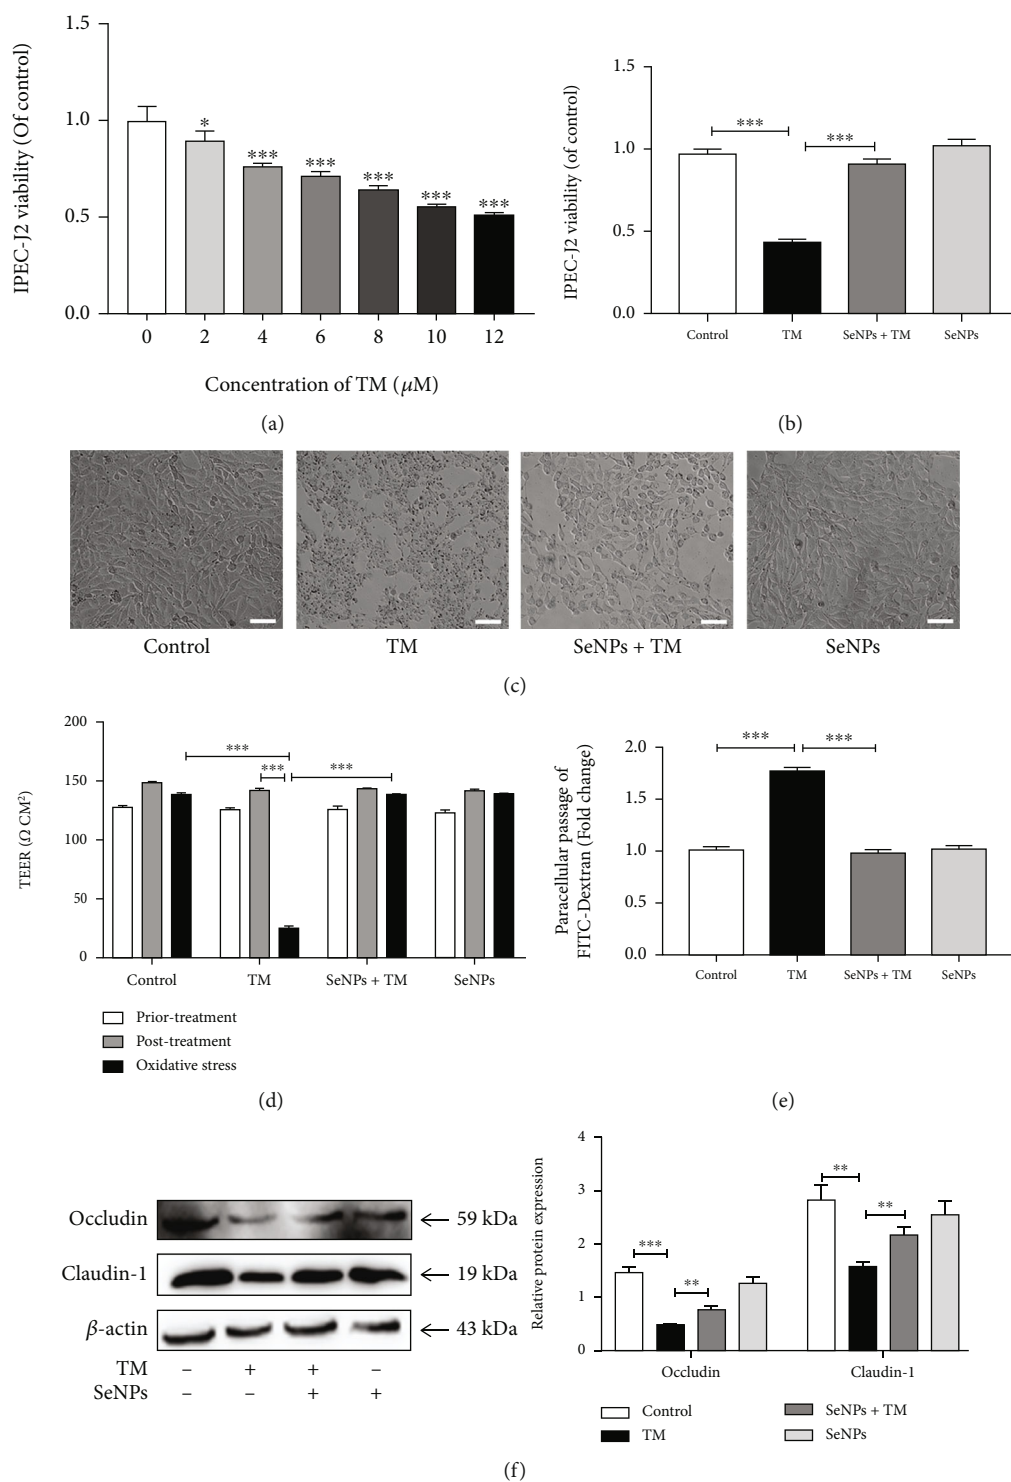 1.5
1.0
0.5
0.0
IPEC-J2 viability (Of control)
*
***
***
***
***
***
0 2 4 6 8 10 12
Concentration of TM (μM)
(a)
1.5
1.0
0.5
0.0
IPEC-J2 viability (of control)
***
***
Control TM SeNPs + TM SeNPs
(b)
Control TM SeNPs + TM SeNPs
(c)
200
150
100
50
0
TEER (Ω CM²)
***
***
***
Control TM SeNPs + TM SeNPs
Prior-treatment
Post-treatment
Oxidative stress
(d)
2.0
1.5
1.0
0.5
0.0
Paracellular passage of
FITC-Dextran (Fold change)
***
***
Control TM SeNPs + TM SeNPs
(e)
Occludin ← 59 kDa
Claudin-1 ← 19 kDa
β-actin ← 43 kDa
TM – + + –
SeNPs – – + +
4
3
2
1
0
Relative protein expression
***
**
**
**
Occludin Claudin-1
Control SeNPs + TM
TM SeNPs
(f)